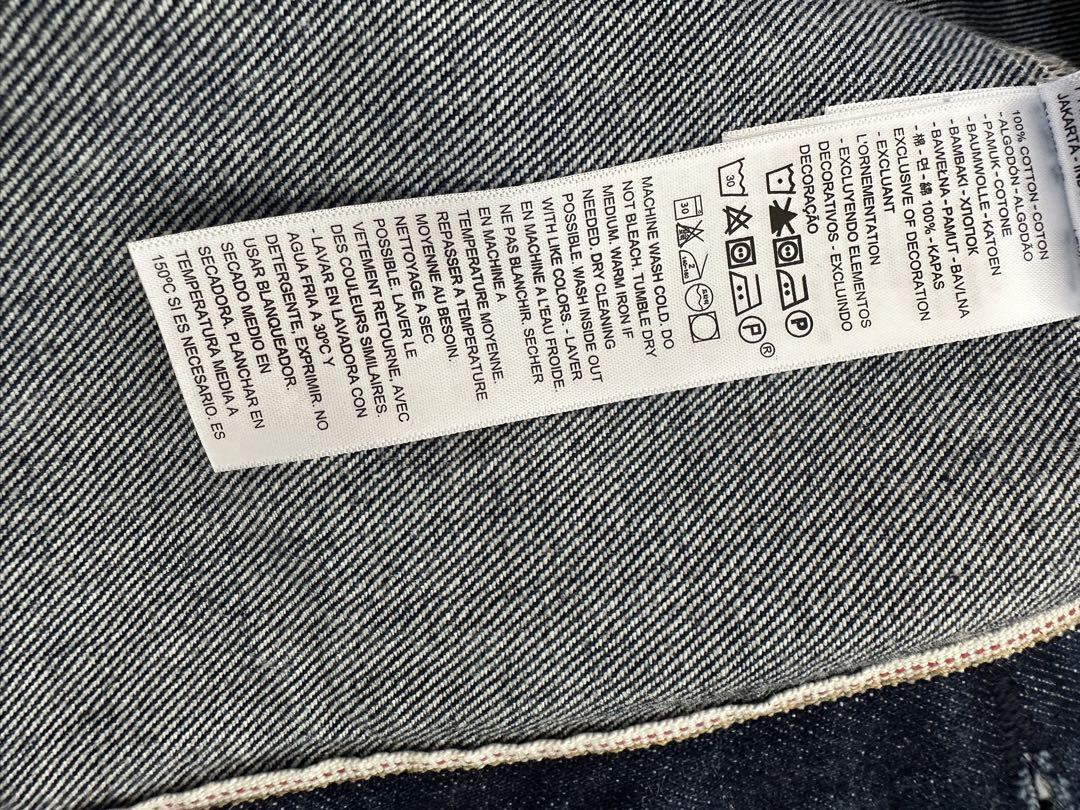 JAKARTA - IN
100% COTTON - COTON
- ALGODÓN - ALGODÃO
- PAMUK - COTONE
- BAUMWOLLE - KATOEN
- BAMBAKI - ΧΛΟΠΟΚ
- BAWEŁNA - PAMUT - BAVLNA
- 棉 - 면 - 綿 100% - KAPAS
EXCLUSIVE OF DECORATION
- EXCLUANT
L'ORNEMENTATION
- EXCLUYENDO ELEMENTOS
DECORATIVOS - EXCLUINDO
DECORAÇÃO
P
30 P ®
30
MACHINE WASH COLD. DO
NOT BLEACH. TUMBLE DRY
MEDIUM. WARM IRON IF
NEEDED. DRY CLEANING
POSSIBLE. WASH INSIDE OUT
WITH LIKE COLORS. - LAVER
EN MACHINE À L'EAU FROIDE.
NE PAS BLANCHIR. SECHER
EN MACHINE A
TEMPERATURE MOYENNE.
REPASSER A TEMPERATURE
MOYENNE AU BESOIN.
NETTOYAGE A SEC
POSSIBLE. LAVER LE
VETEMENT RETOURNE, AVEC
DES COULEURS SIMILAIRES.
- LAVAR EN LAVADORA CON
AGUA FRIA A 30ºC Y
DETERGENTE. EXPRIMIR. NO
USAR BLANQUEADOR.
SECADO MEDIO EN
SECADORA. PLANCHAR EN
TEMPERATURA MEDIA A
150ºC SI ES NECESARIO. ES